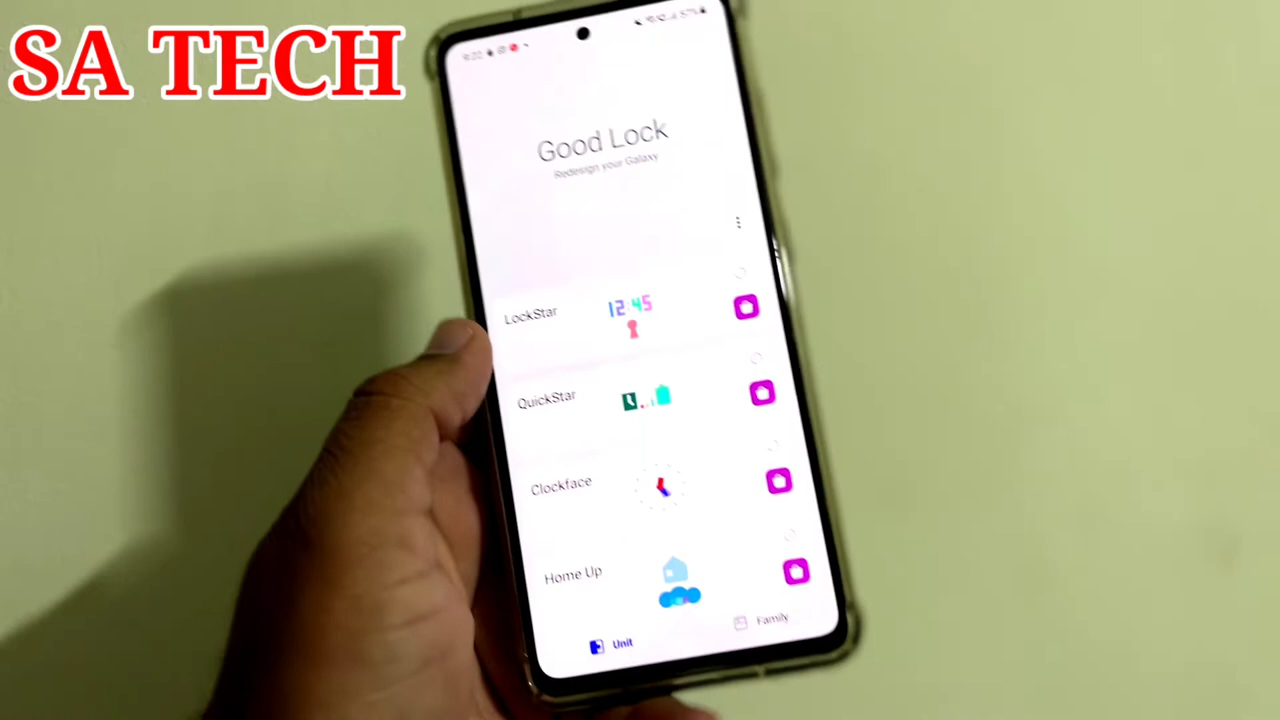 SA TECH
Good Lock
Redesign your Galaxy
LockStar
12:45
QuickStar
Clockface
Home Up
Unit
Family